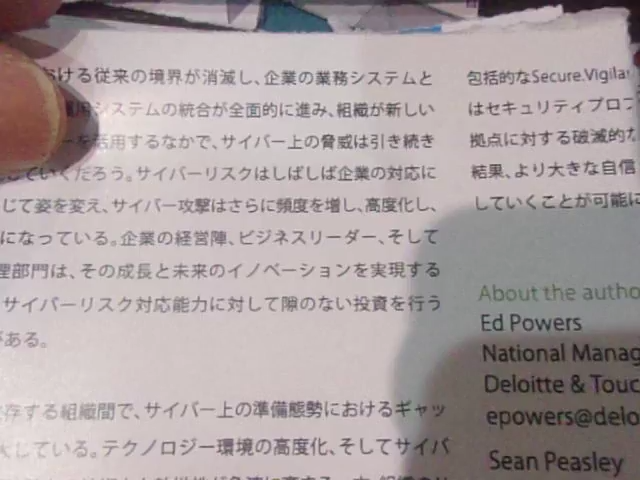 ける従来の境界が消滅し、企業の業務システムと
システムの統合が全面的に進み、組織が新しい
を活用するなかで、サイバー上の脅威は引き続き
していくだろう。サイバーリスクはしばしば企業の対応に
じて姿を変え、サイバー攻撃はさらに頻度を増し、高度化し、
になっている。企業の経営陣、ビジネスリーダー、そして
理部門は、その成長と未来のイノベーションを実現する
サイバーリスク対応能力に対して隙のない投資を行う
がある。
存する組織間で、サイバー上の準備態勢におけるギャッ
大している。テクノロジー環境の高度化、そしてサイバ
包括的なSecure.Vigila
はセキュリティプロ
拠点に対する破滅的な
結果、より大きな自信
していくことが可能に
About the autho
Ed Powers
National Manag
Deloitte & Touc
epowers@delo
Sean Peasley